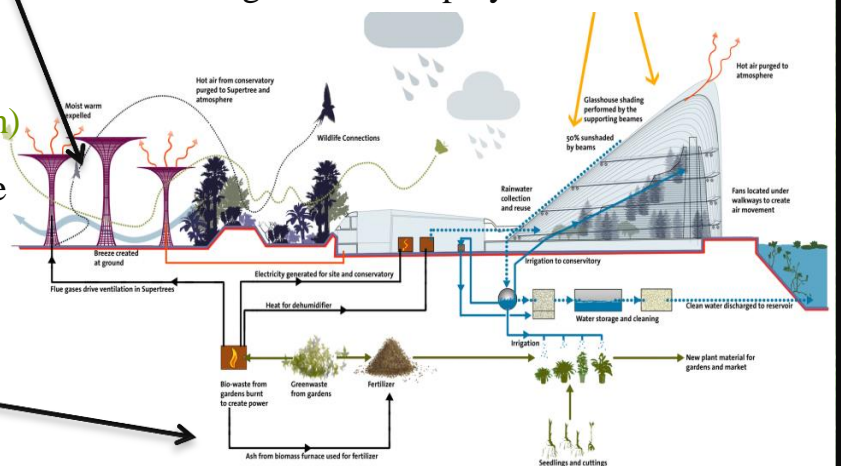 Hot air purged to
atmosphere
Hot air from conservatory
purged to Supertree and
atmosphere
Moist warm
expelled
Glasshouse shading
performed by the
supporting beams
50% sunshaded
by beams
Wildlife Connections
Rainwater
collection
and reuse
Fans located under
walkways to create
air movement
Breeze created
at ground
Irrigation to conservitory
Electricity generated for site and conservatory
Flue gases drive ventilation in Supertrees
Heat for dehumidifier
Clean water discharged to reservoir
Water storage and cleaning
Irrigation
New plant material for
gardens and market
Bio-waste from
gardens burnt
to create power
Greenwaste
from gardens
Fertilizer
Ash from biomass furnace used for fertilizer
Seedlings and cuttings